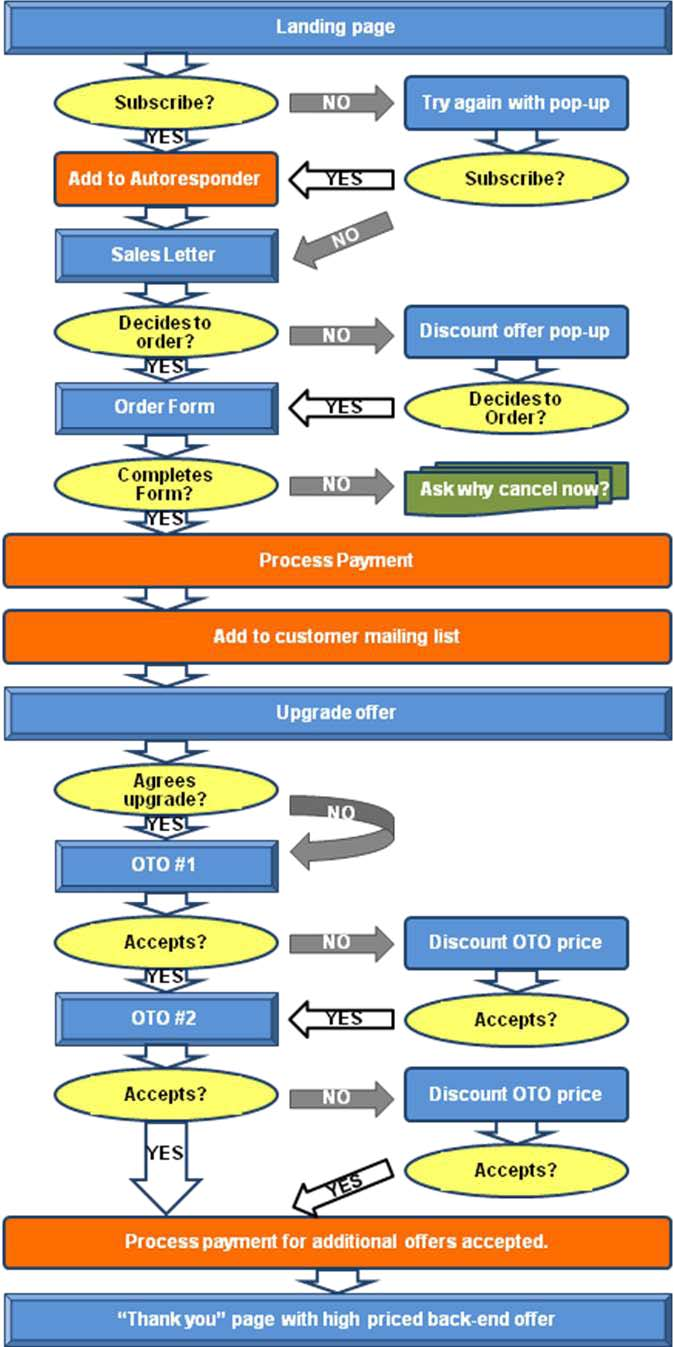 Landing page
Subscribe?
NO
Try again with pop-up
YES
Add to Autoresponder
YES
Subscribe?
NO
Sales Letter
Decides to
order?
NO
Discount offer pop-up
YES
Order Form
YES
Decides to
Order?
Completes
Form?
NO
Ask why cancel now?
YES
Process Payment
Add to customer mailing list
Upgrade offer
Agrees
upgrade?
NO
YES
OTO #1
Accepts?
NO
Discount OTO price
YES
OTO #2
YES
Accepts?
Accepts?
NO
Discount OTO price
YES
Accepts?
YES
Process payment for additional offers accepted.
“Thank you” page with high priced back-end offer